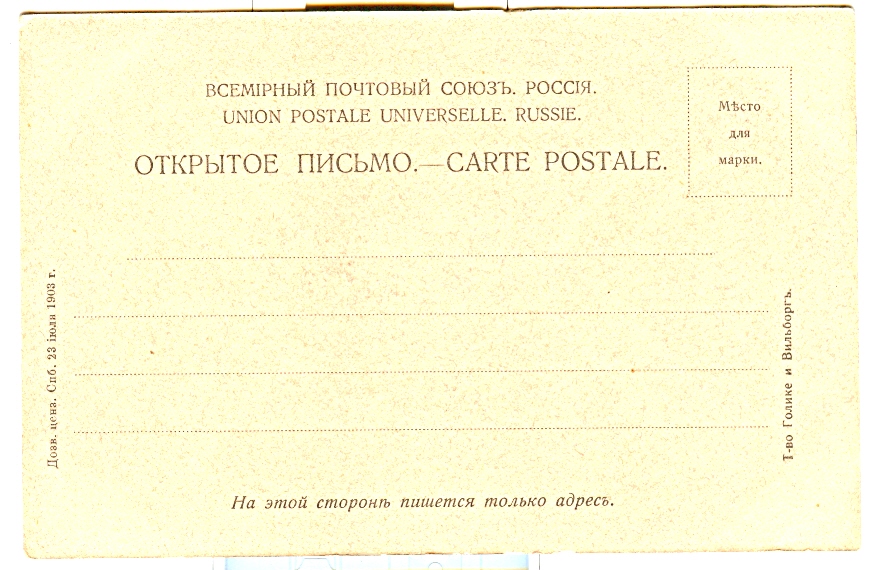 ВСЕМІРНЫЙ ПОЧТОВЫЙ СОЮЗЪ. РОССІЯ.
UNION POSTALE UNIVERSELLE. RUSSIE.
ОТКРЫТОЕ ПИСЬМО.—CARTE POSTALE.
Мѣсто
для
марки.
Дозв. ценз. Спб. 23 іюля 1903 г.
Т-во Голике и Вильборгъ.
На этой сторонѣ пишется только адресъ.